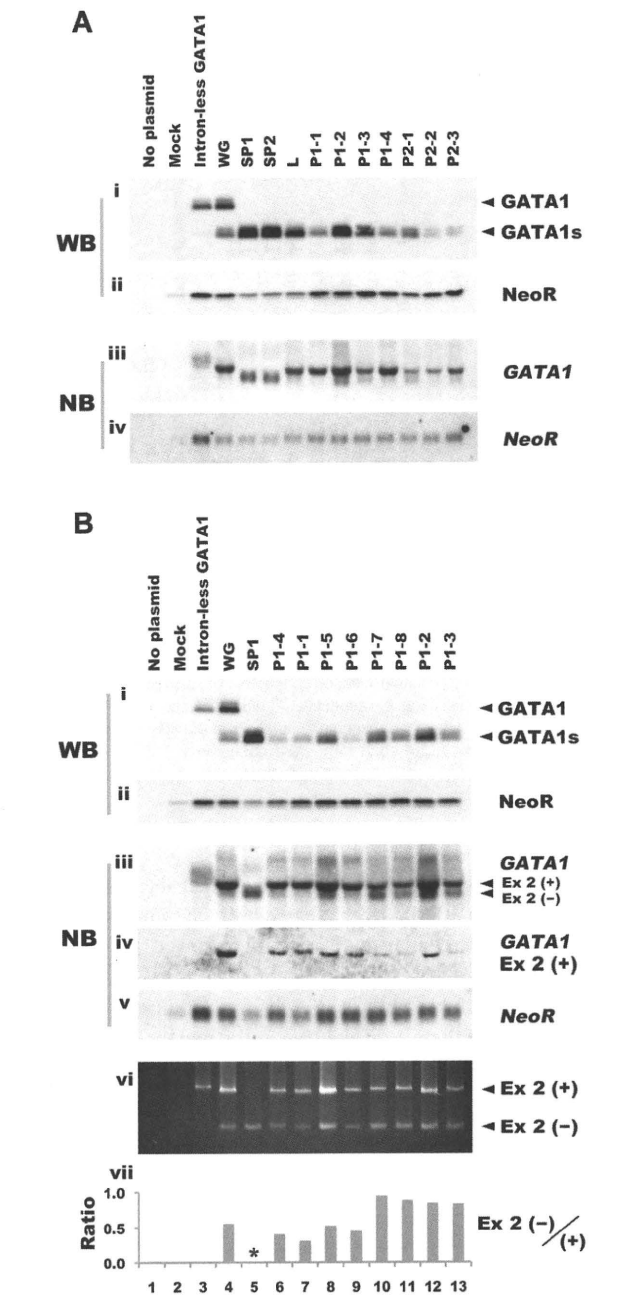 A
No plasmid
Mock
Intron-less GATA1
WG
SP1
SP2
L
P1-1
P1-2
P1-3
P1-4
P2-1
P2-2
P2-3
WB
i
GATA1
GATA1s
ii
NeoR
NB
iii
GATA1
iv
NeoR
B
No plasmid
Mock
Intron-less GATA1
WG
SP1
P1-4
P1-1
P1-5
P1-6
P1-7
P1-8
P1-2
P1-3
WB
i
GATA1
GATA1s
ii
NeoR
NB
iii
GATA1
Ex 2 (+)
Ex 2 (−)
iv
GATA1
Ex 2 (+)
v
NeoR
vi
Ex 2 (+)
Ex 2 (−)
vii
Ratio
1.0
0.5
0.0
*
Ex 2 (−)/(+)
1 2 3 4 5 6 7 8 9 10 11 12 13